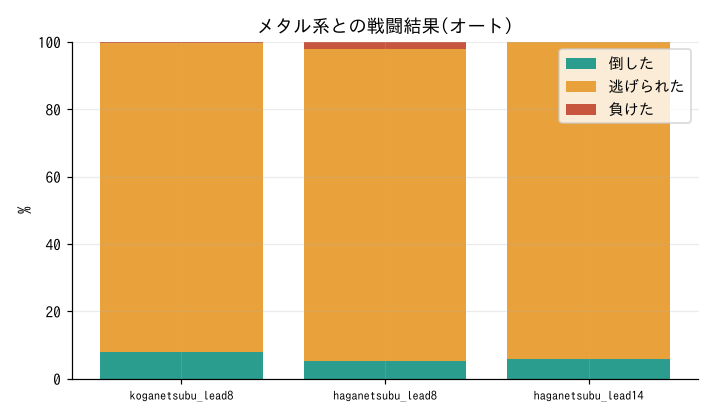 メタル系との戦闘結果(オート)
100
80
60
40
20
0
%
倒した
逃げられた
負けた
koganetsubu_lead8
haganetsubu_lead8
haganetsubu_lead14